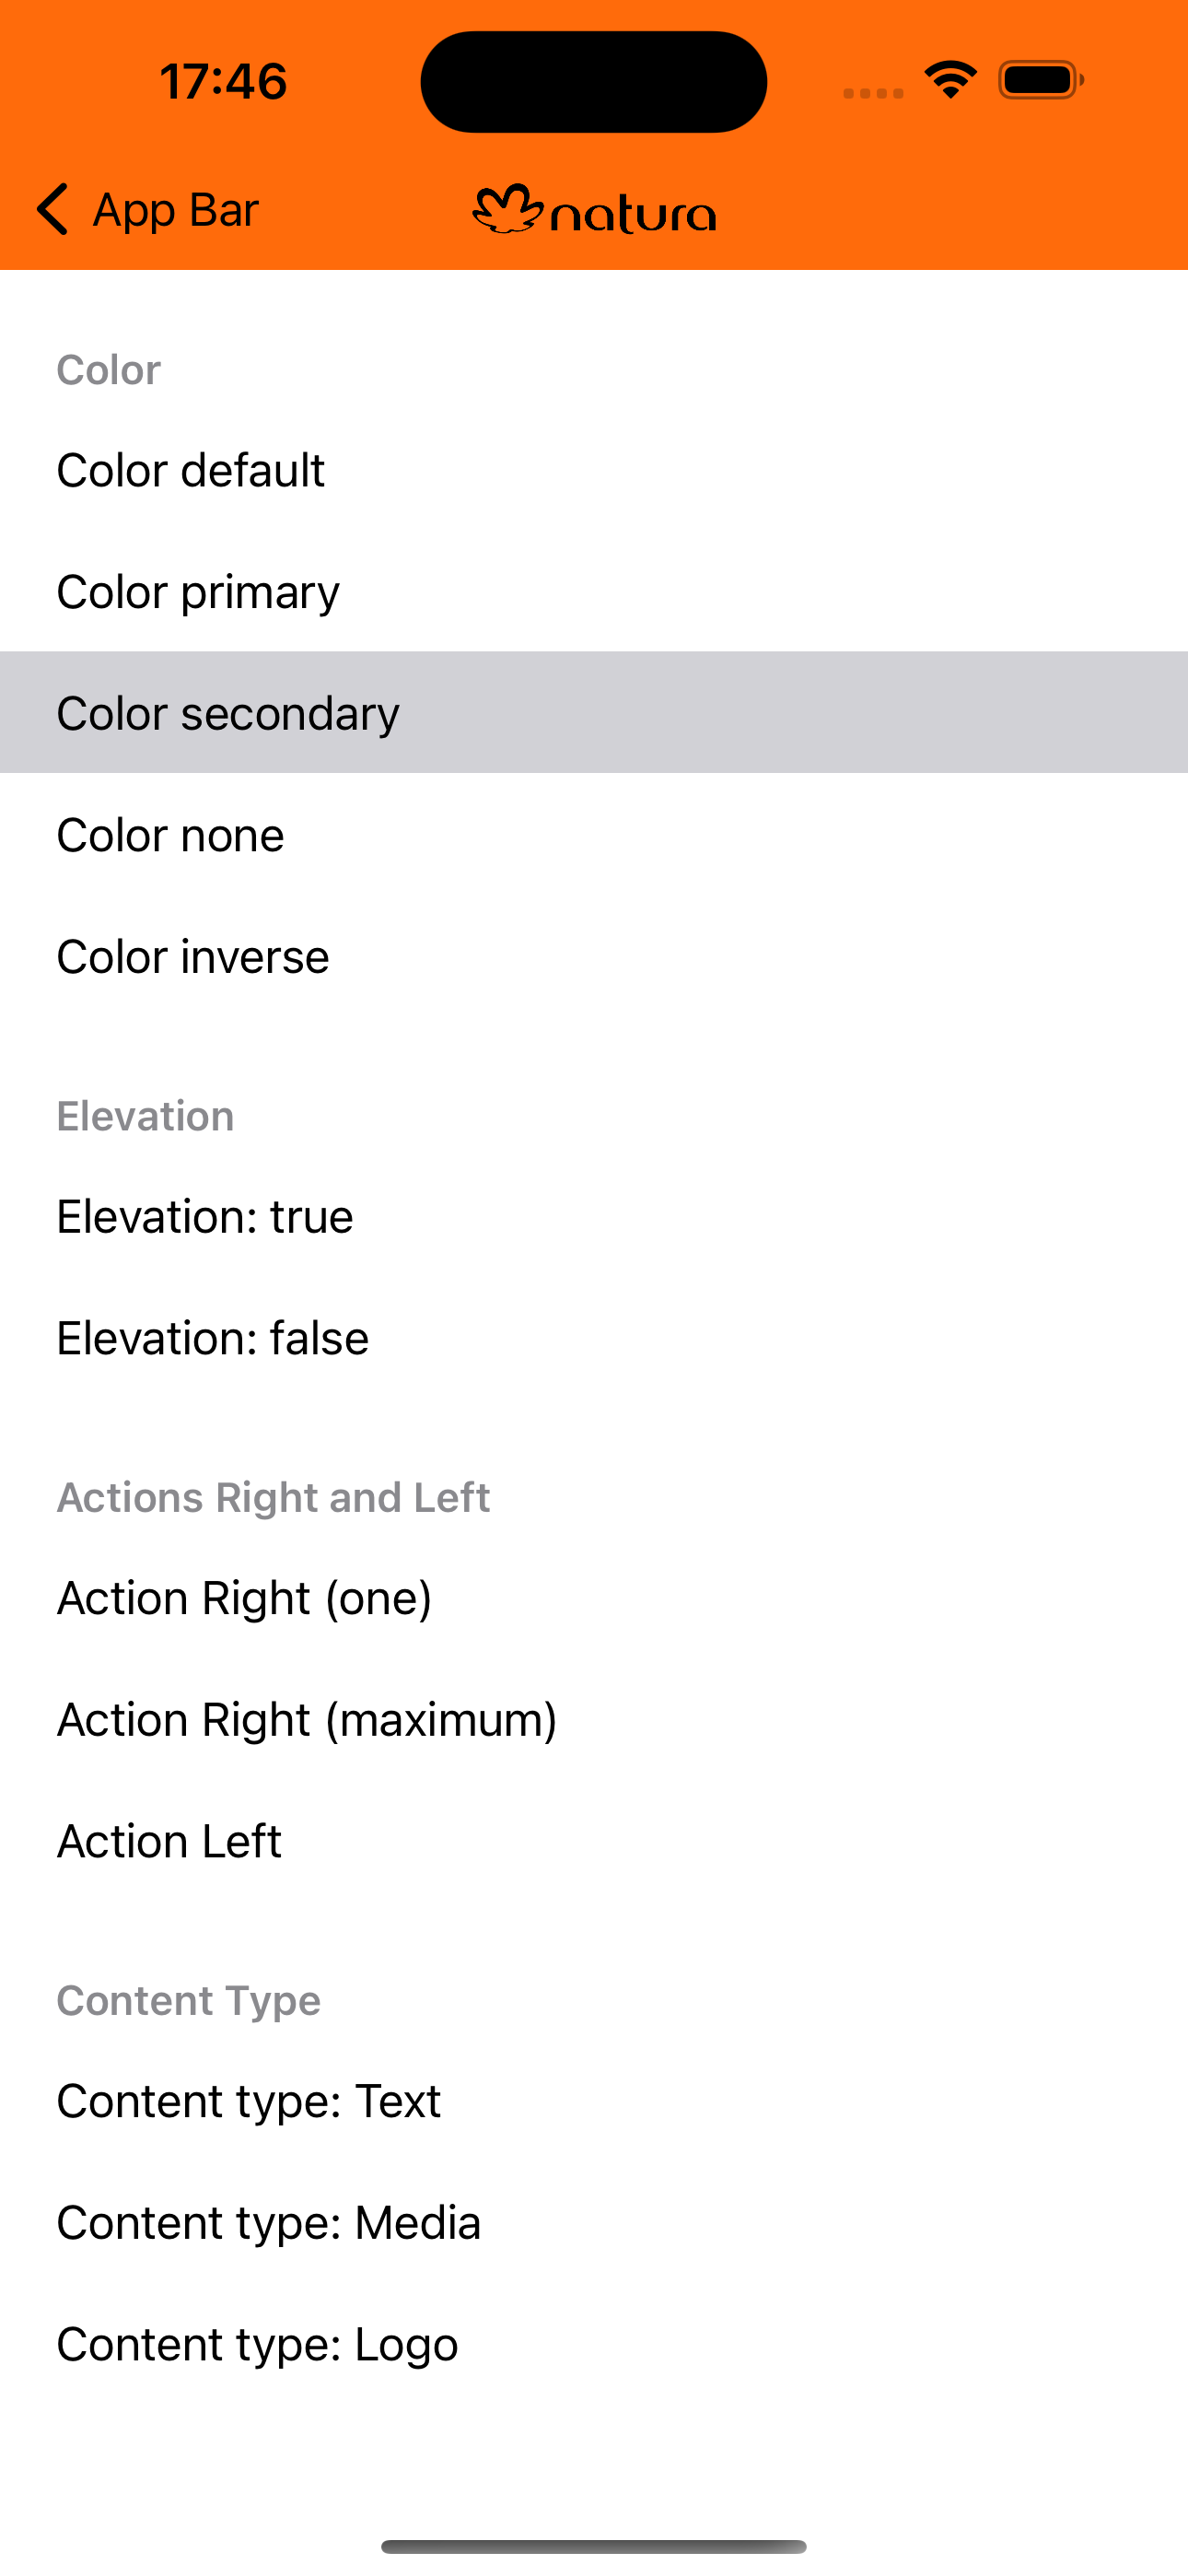 17:46
App Bar
natura
Color
Color default
Color primary
Color secondary
Color none
Color inverse
Elevation
Elevation: true
Elevation: false
Actions Right and Left
Action Right (one)
Action Right (maximum)
Action Left
Content Type
Content type: Text
Content type: Media
Content type: Logo